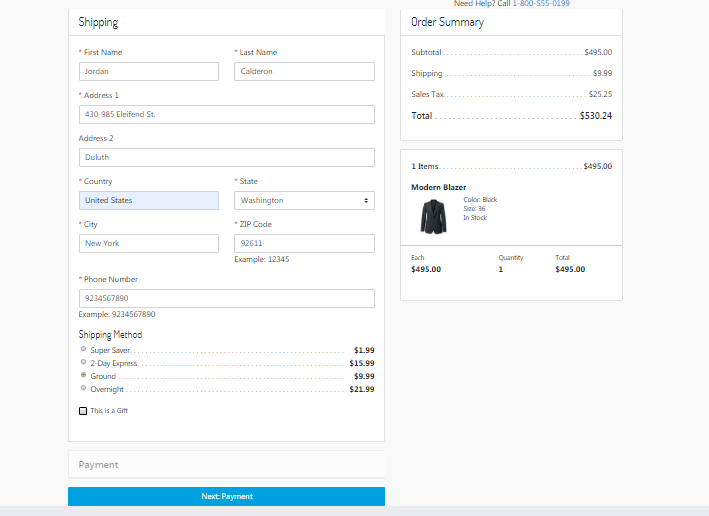 Need Help? Call 1-800-555-0199
Shipping
* First Name
* Last Name
Jordan
Calderon
* Address 1
430-985 Eleifend St.
Address 2
Duluth
* Country
* State
United States
Washington
* City
* ZIP Code
New York
92611
Example: 12345
* Phone Number
9234567890
Example: 9234567890
Shipping Method
Super Saver $1.99
2-Day Express $15.99
Ground $9.99
Overnight $21.99
This is a Gift
Payment
Next: Payment
Order Summary
Subtotal $495.00
Shipping $9.99
Sales Tax $25.25
Total $530.24
1 Items $495.00
Modern Blazer
Color: Black
Size: 36
In Stock
Each Quantity Total
$495.00 1 $495.00